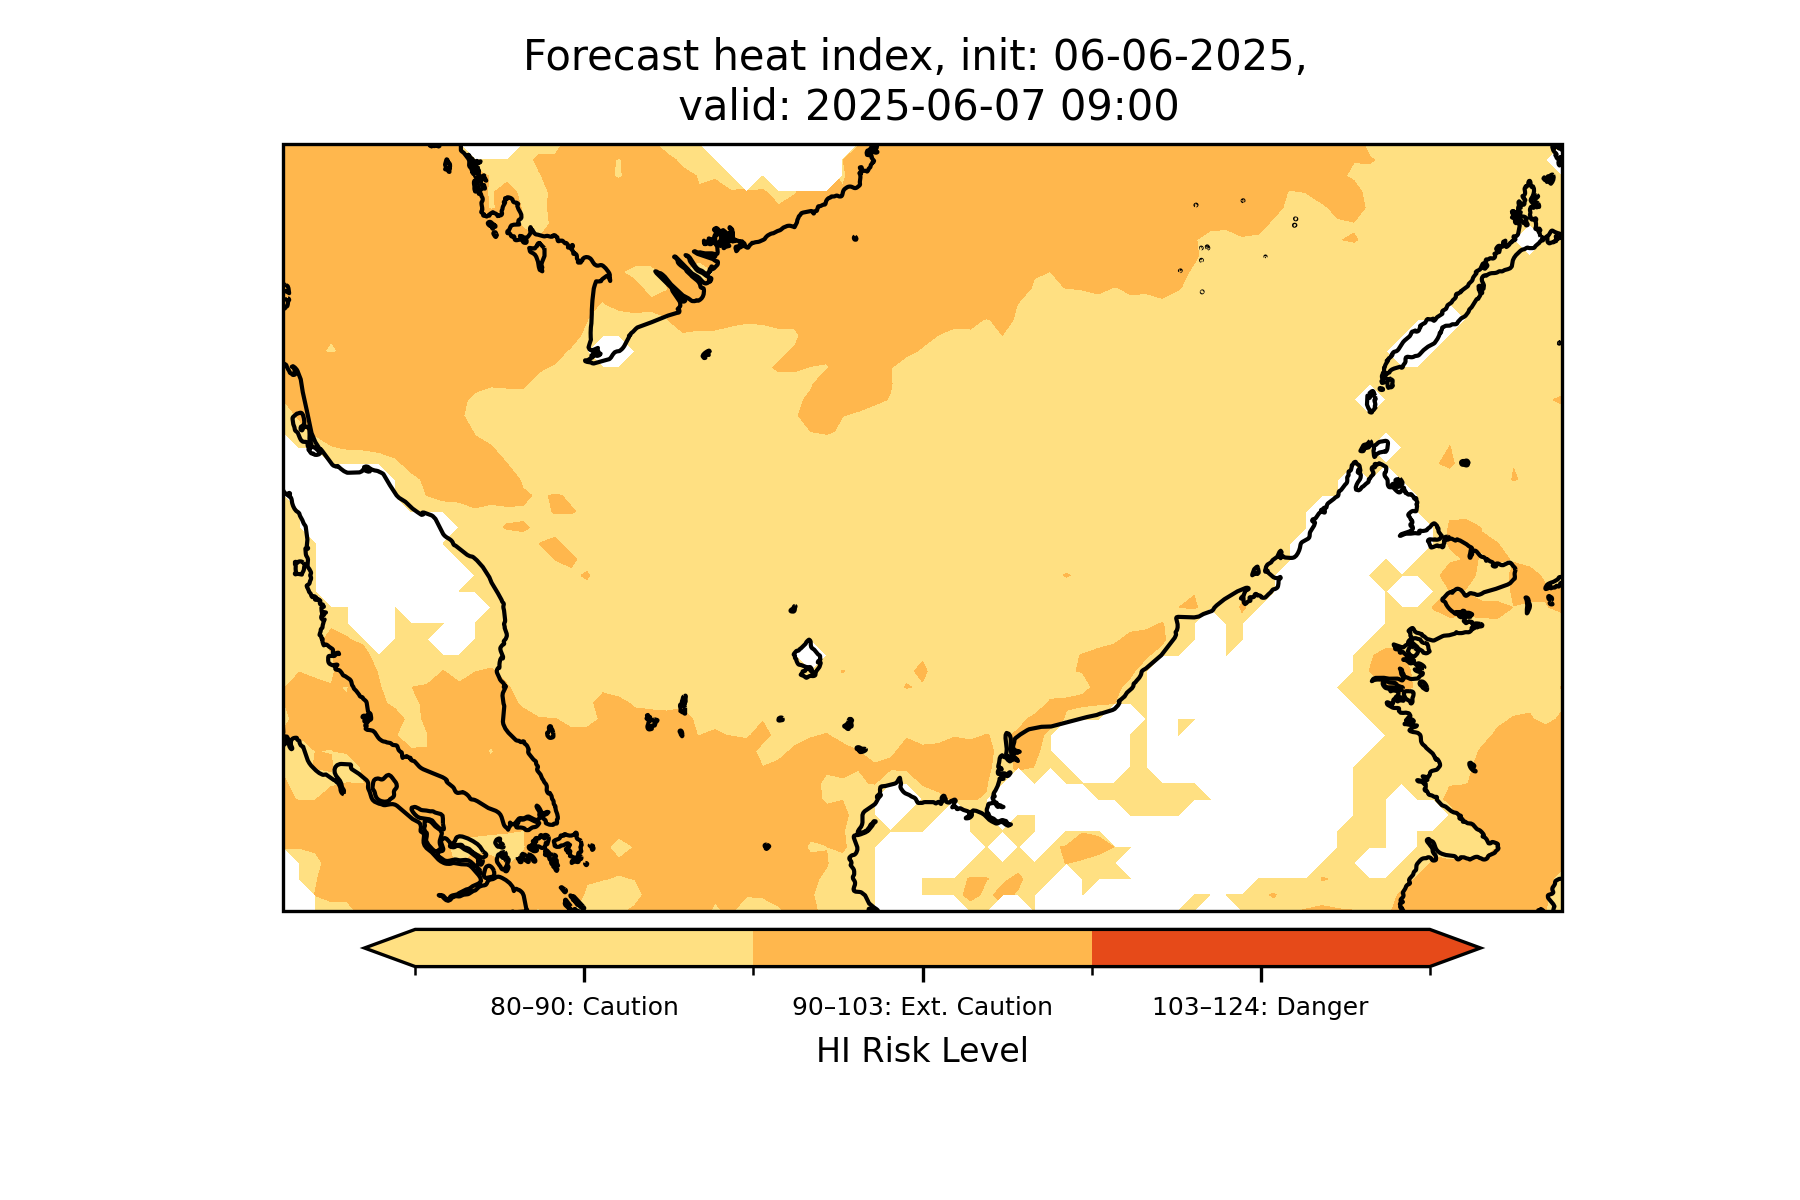 Forecast heat index, init: 06-06-2025,
valid: 2025-06-07 09:00
80–90: Caution
90–103: Ext. Caution
103–124: Danger
HI Risk Level